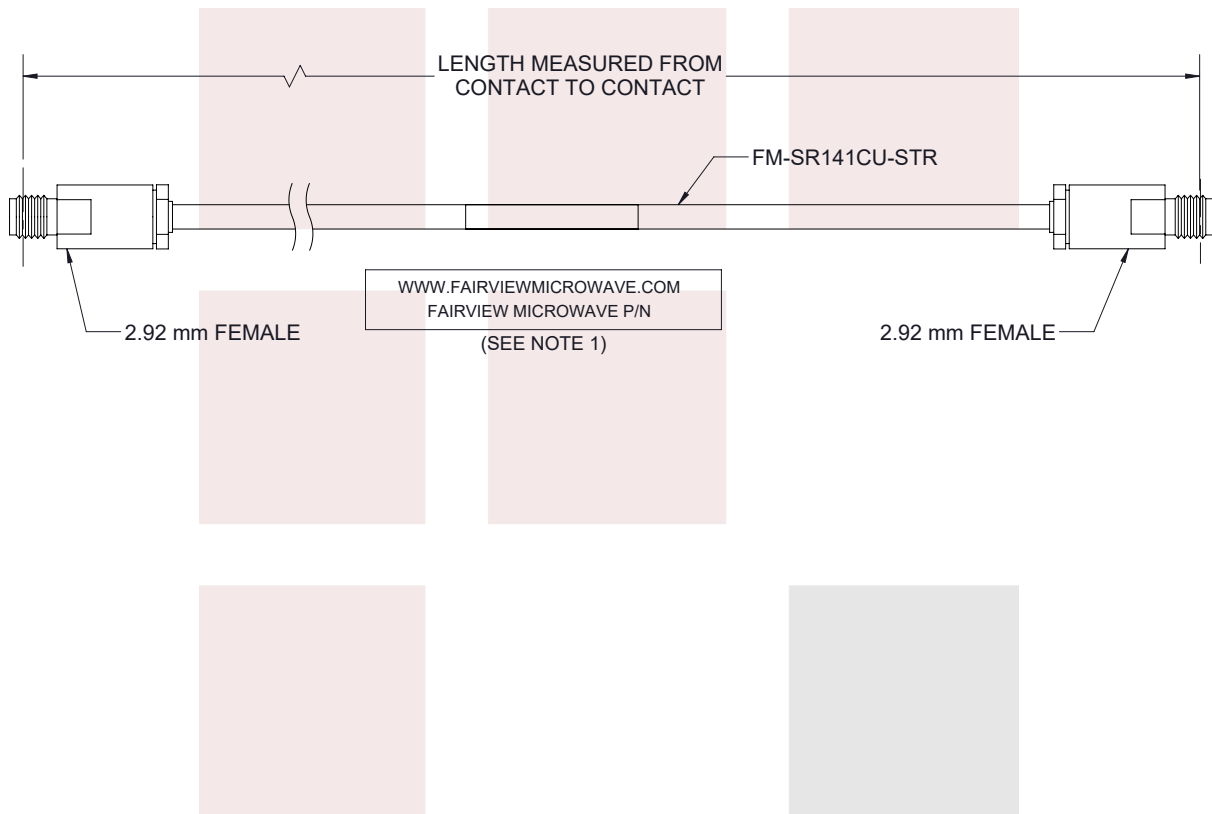 LENGTH MEASURED FROM
CONTACT TO CONTACT
FM-SR141CU-STR
WWW.FAIRVIEWMICROWAVE.COM
FAIRVIEW MICROWAVE P/N
(SEE NOTE 1)
2.92 mm FEMALE
2.92 mm FEMALE